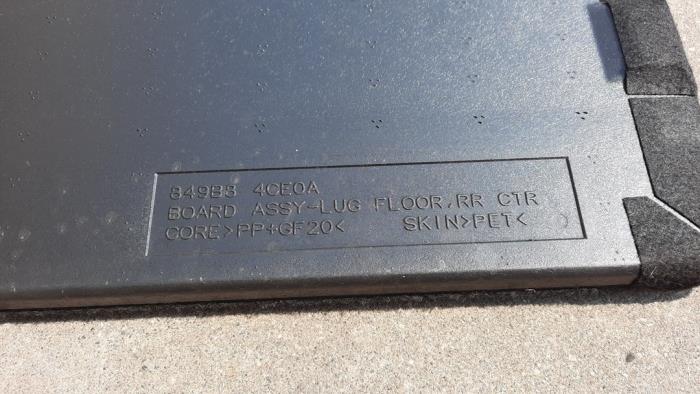 849B3 4CE0A
BOARD ASSY-LUG FLOOR,RR CTR
CORE>PP+GF20< SKIN>PET<